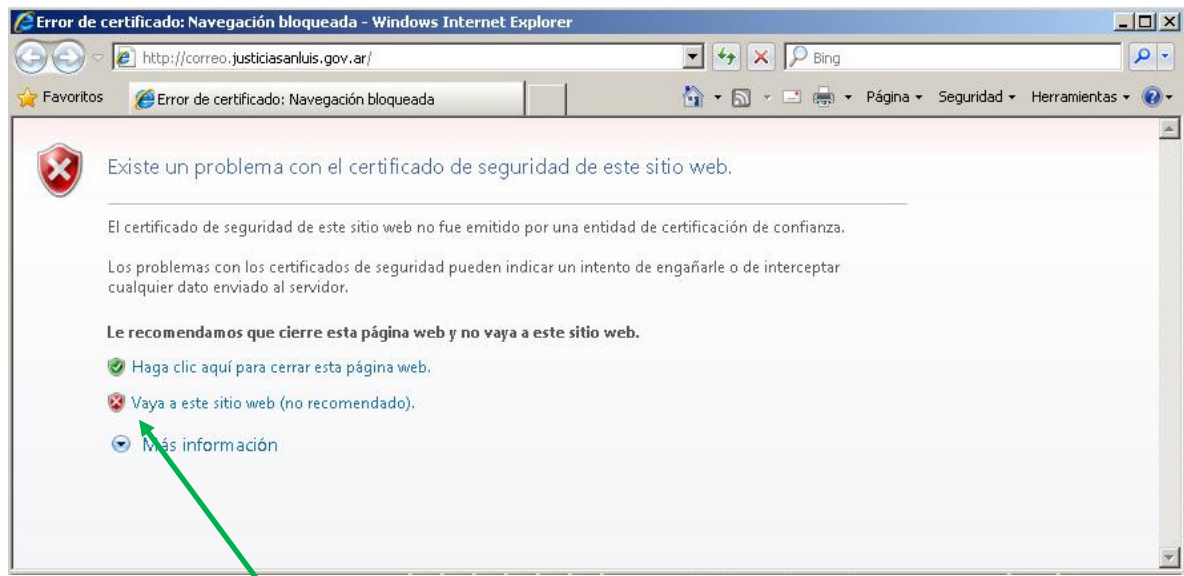 Error de certificado: Navegación bloqueada - Windows Internet Explorer
http://correo.justiciasanluis.gov.ar/
Bing
Favoritos
Error de certificado: Navegación bloqueada
Página
Seguridad
Herramientas
Existe un problema con el certificado de seguridad de este sitio web.
El certificado de seguridad de este sitio web no fue emitido por una entidad de certificación de confianza.
Los problemas con los certificados de seguridad pueden indicar un intento de engañarle o de interceptar
cualquier dato enviado al servidor.
Le recomendamos que cierre esta página web y no vaya a este sitio web.
Haga clic aquí para cerrar esta página web.
Vaya a este sitio web (no recomendado).
Más información